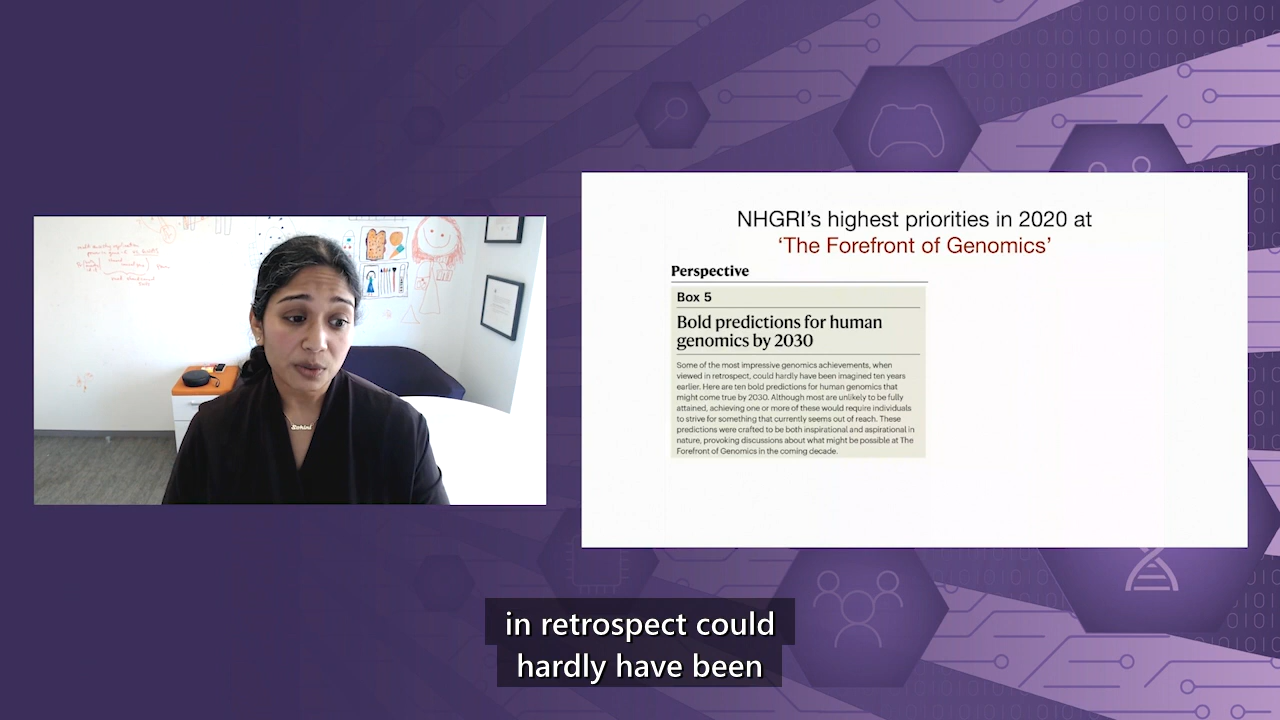 NHGRI's highest priorities in 2020 at
‘The Forefront of Genomics’
Perspective
Box 5
Bold predictions for human
genomics by 2030
Some of the most impressive genomics achievements, when
viewed in retrospect, could hardly have been imagined ten years
earlier. Here are ten bold predictions for human genomics that
might come true by 2030. Although most are unlikely to be fully
attained, achieving one or more of these would require individuals
to strive for something that currently seems out of reach. These
predictions were crafted to be both inspirational and aspirational in
nature, provoking discussions about what might be possible at The
Forefront of Genomics in the coming decade.
Rohini
in retrospect could
hardly have been